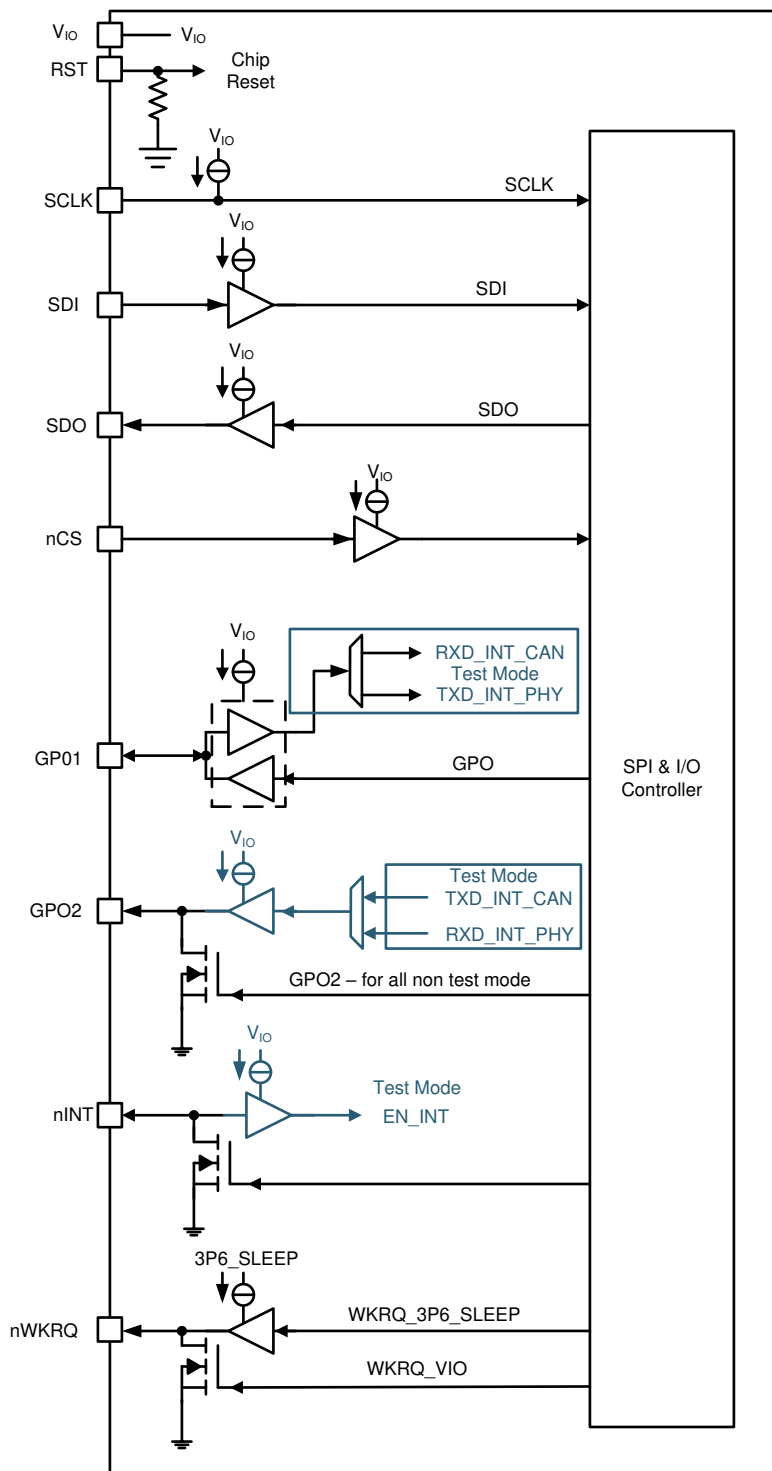 VIO
VIO
RST
Chip
Reset
VIO
SCLK
SCLK
VIO
SDI
SDI
VIO
SDO
SDO
VIO
nCS
VIO
RXD_INT_CAN
Test Mode
TXD_INT_PHY
GP01
GPO
SPI & I/O
Controller
VIO
Test Mode
TXD_INT_CAN
GPO2
RXD_INT_PHY
GPO2 – for all non test mode
VIO
Test Mode
nINT
EN_INT
3P6_SLEEP
nWKRQ
WKRQ_3P6_SLEEP
WKRQ_VIO